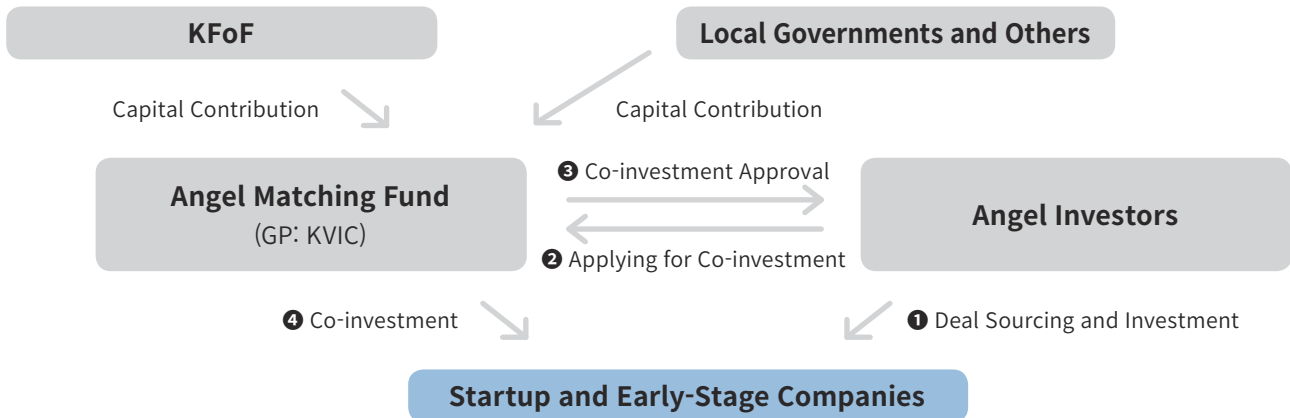 KFoF
Local Governments and Others
Capital Contribution
Capital Contribution
❸ Co-investment Approval
Angel Matching Fund
(GP: KVIC)
Angel Investors
❷ Applying for Co-investment
❹ Co-investment
❶ Deal Sourcing and Investment
Startup and Early-Stage Companies